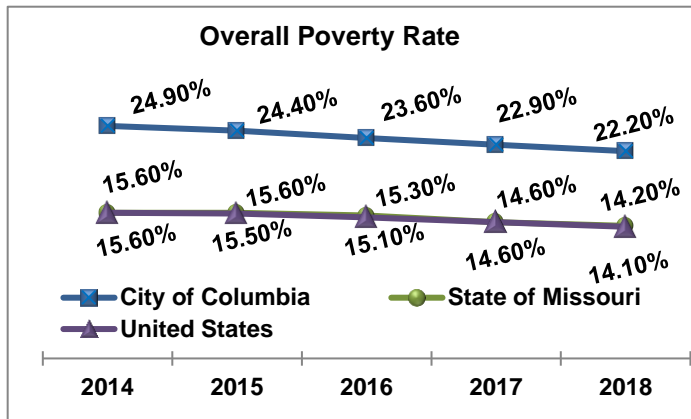 Overall Poverty Rate
24.90% 24.40% 23.60% 22.90% 22.20%
15.60% 15.60% 15.30% 14.60% 14.20%
15.60% 15.50% 15.10% 14.60% 14.10%
City of Columbia State of Missouri
United States
2014 2015 2016 2017 2018